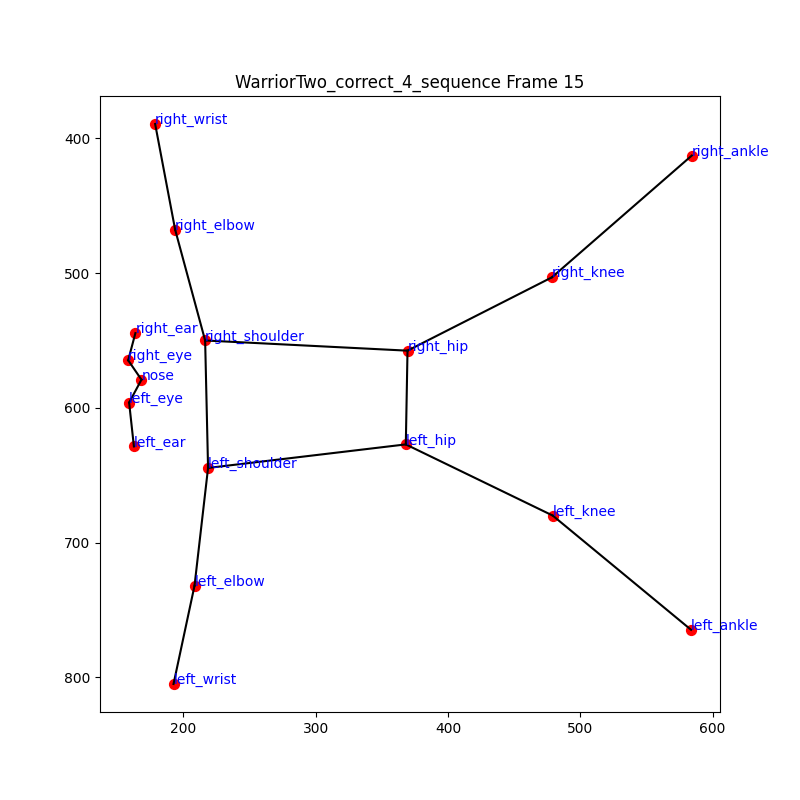 WarriorTwo_correct_4_sequence Frame 15
right_wrist
400
right_ankle
right_elbow
500
right_knee
right_ear
right_shoulder
right_hip
right_eye
nose
left_eye
600
left_ear
left_hip
left_shoulder
left_knee
700
left_elbow
left_ankle
left_wrist
800
200 300 400 500 600